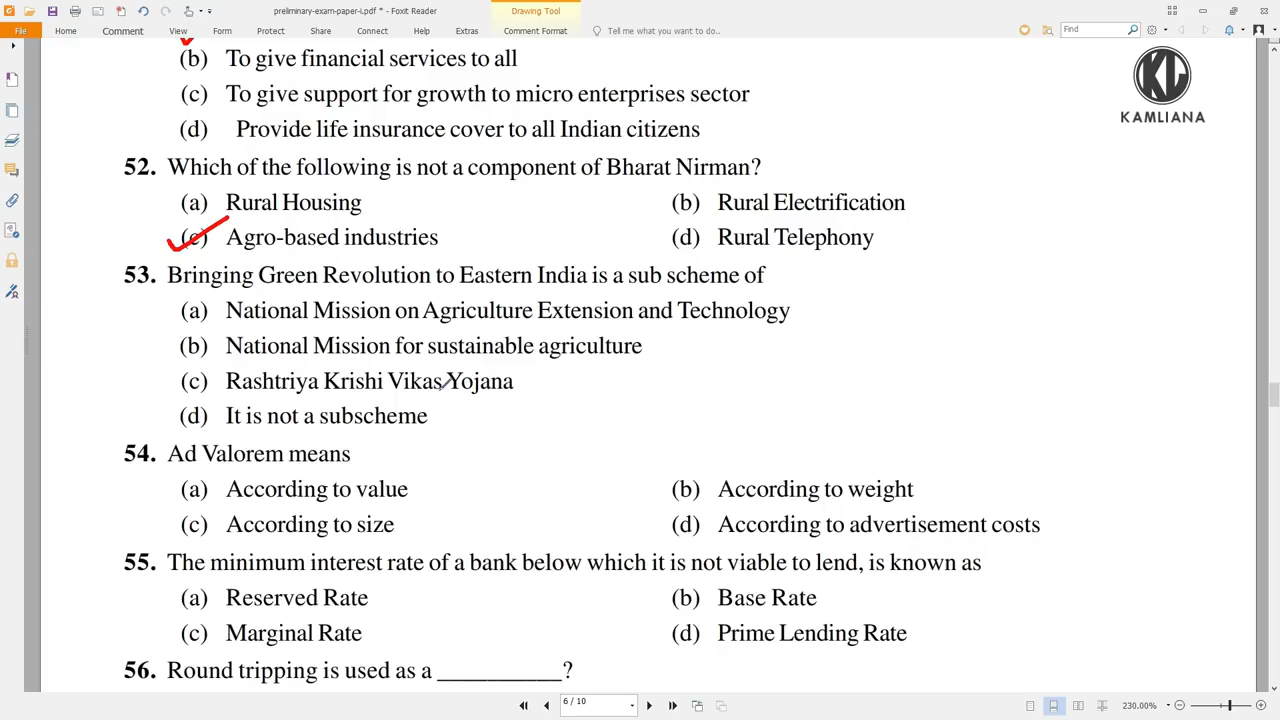 preliminary-exam-paper-i.pdf * - Foxit Reader
Drawing Tool
File Home Comment View Form Protect Share Connect Help Extras Comment Format Tell me what you want to do.. Find
(b) To give financial services to all
(c) To give support for growth to micro enterprises sector
(d) Provide life insurance cover to all Indian citizens
KAMLIANA
52. Which of the following is not a component of Bharat Nirman?
(a) Rural Housing (b) Rural Electrification
(c) Agro-based industries (d) Rural Telephony
53. Bringing Green Revolution to Eastern India is a sub scheme of
(a) National Mission on Agriculture Extension and Technology
(b) National Mission for sustainable agriculture
(c) Rashtriya Krishi Vikas Yojana
(d) It is not a subscheme
54. Ad Valorem means
(a) According to value (b) According to weight
(c) According to size (d) According to advertisement costs
55. The minimum interest rate of a bank below which it is not viable to lend, is known as
(a) Reserved Rate (b) Base Rate
(c) Marginal Rate (d) Prime Lending Rate
56. Round tripping is used as a __________?
6 / 10
230.00%